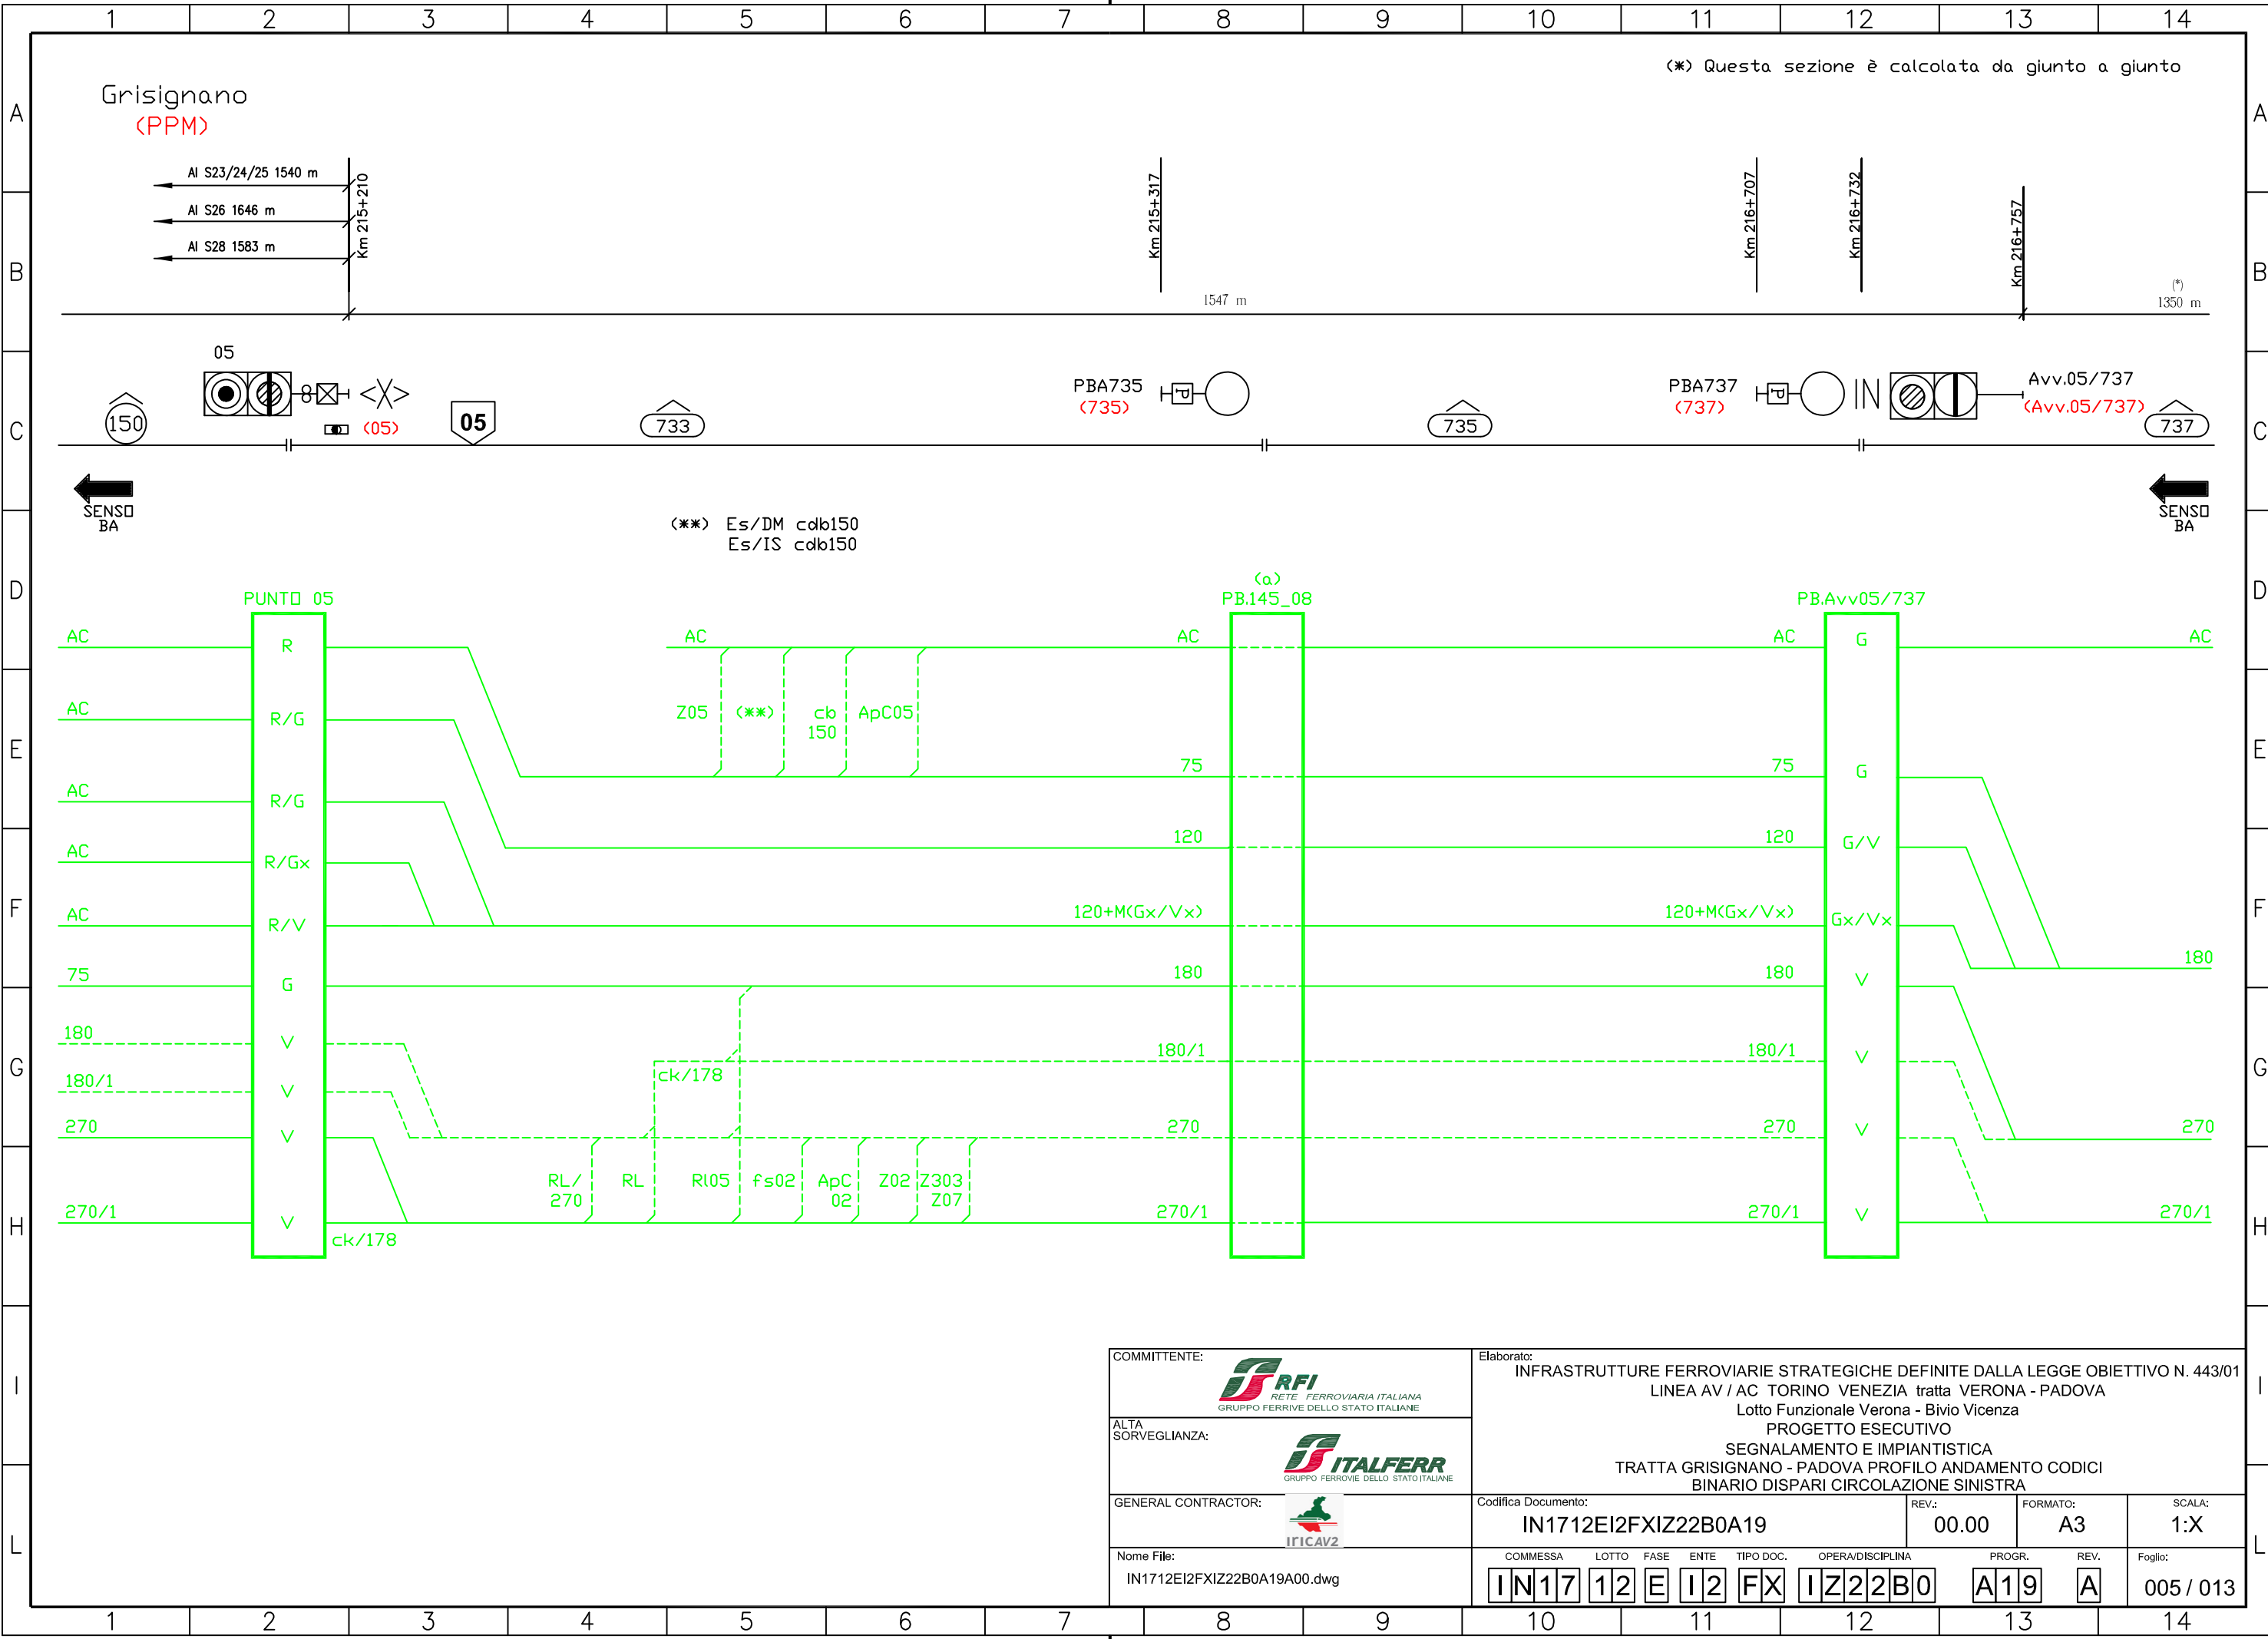 1 2 3 4 5 6 7 8 9 10 11 12 13 14
A
B
C
D
E
F
G
H
I
L
A
B
C
D
E
F
G
H
I
L
(*) Questa sezione è calcolata da giunto a giunto
Grisignano
(PPM)
Al S23/24/25 1540 m
Al S26 1646 m
Al S28 1583 m
Km 215+210
Km 215+317
Km 216+707
Km 216+732
Km 216+757
1547 m
(*)
1350 m
05
150
<X>
(05)
05
733
PBA735
(735)
P
735
PBA737
(737)
P
IN
Avv.05/737
(Avv.05/737)
737
SENSO
BA
SENSO
BA
(**) Es/DM cdb150
Es/IS cdb150
PUNTO 05
(a)
PB.145_08
PB.Avv05/737
AC R AC AC AC G AC
Z05 (**) cb
150
ApC05
AC R/G
75 75 G
AC R/G
120 120 G/V
AC R/Gx
AC R/V 120+M(Gx/Vx) 120+M(Gx/Vx) Gx/Vx
180
75 G 180 180 V
180 V
180/1 180/1 V
ck/178
180/1 V
270 V 270 270 V 270
RL/
270
RL
Rl05
fs02
ApC
02
Z02
Z303
Z07
270/1 V 270/1 270/1 V 270/1
ck/178
COMMITTENTE:
RFI
RETE FERROVIARIA ITALIANA
GRUPPO FERRIVE DELLO STATO ITALIANE
ALTA
SORVEGLIANZA:
ITALFERR
GRUPPO FERROVIE DELLO STATO ITALIANE
GENERAL CONTRACTOR:
IricAV2
Nome File:
IN1712EI2FXIZ22B0A19A00.dwg
Elaborato:
INFRASTRUTTURE FERROVIARIE STRATEGICHE DEFINITE DALLA LEGGE OBIETTIVO N. 443/01
LINEA AV / AC TORINO VENEZIA tratta VERONA - PADOVA
Lotto Funzionale Verona - Bivio Vicenza
PROGETTO ESECUTIVO
SEGNALAMENTO E IMPIANTISTICA
TRATTA GRISIGNANO - PADOVA PROFILO ANDAMENTO CODICI
BINARIO DISPARI CIRCOLAZIONE SINISTRA
Codifica Documento:
IN1712EI2FXIZ22B0A19
REV.:
00.00
FORMATO:
A3
SCALA:
1:X
COMMESSA LOTTO FASE ENTE TIPO DOC. OPERA/DISCIPLINA PROGR. REV.
IN17 12 E I2 FX IZ22B0 A19 A
Foglio:
005 / 013
1 2 3 4 5 6 7 8 9 10 11 12 13 14